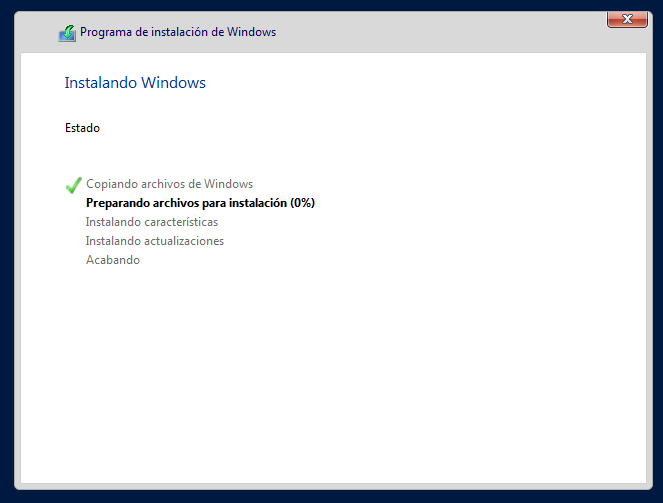 Programa de instalación de Windows
Instalando Windows
Estado
Copiando archivos de Windows
Preparando archivos para instalación (0%)
Instalando características
Instalando actualizaciones
Acabando